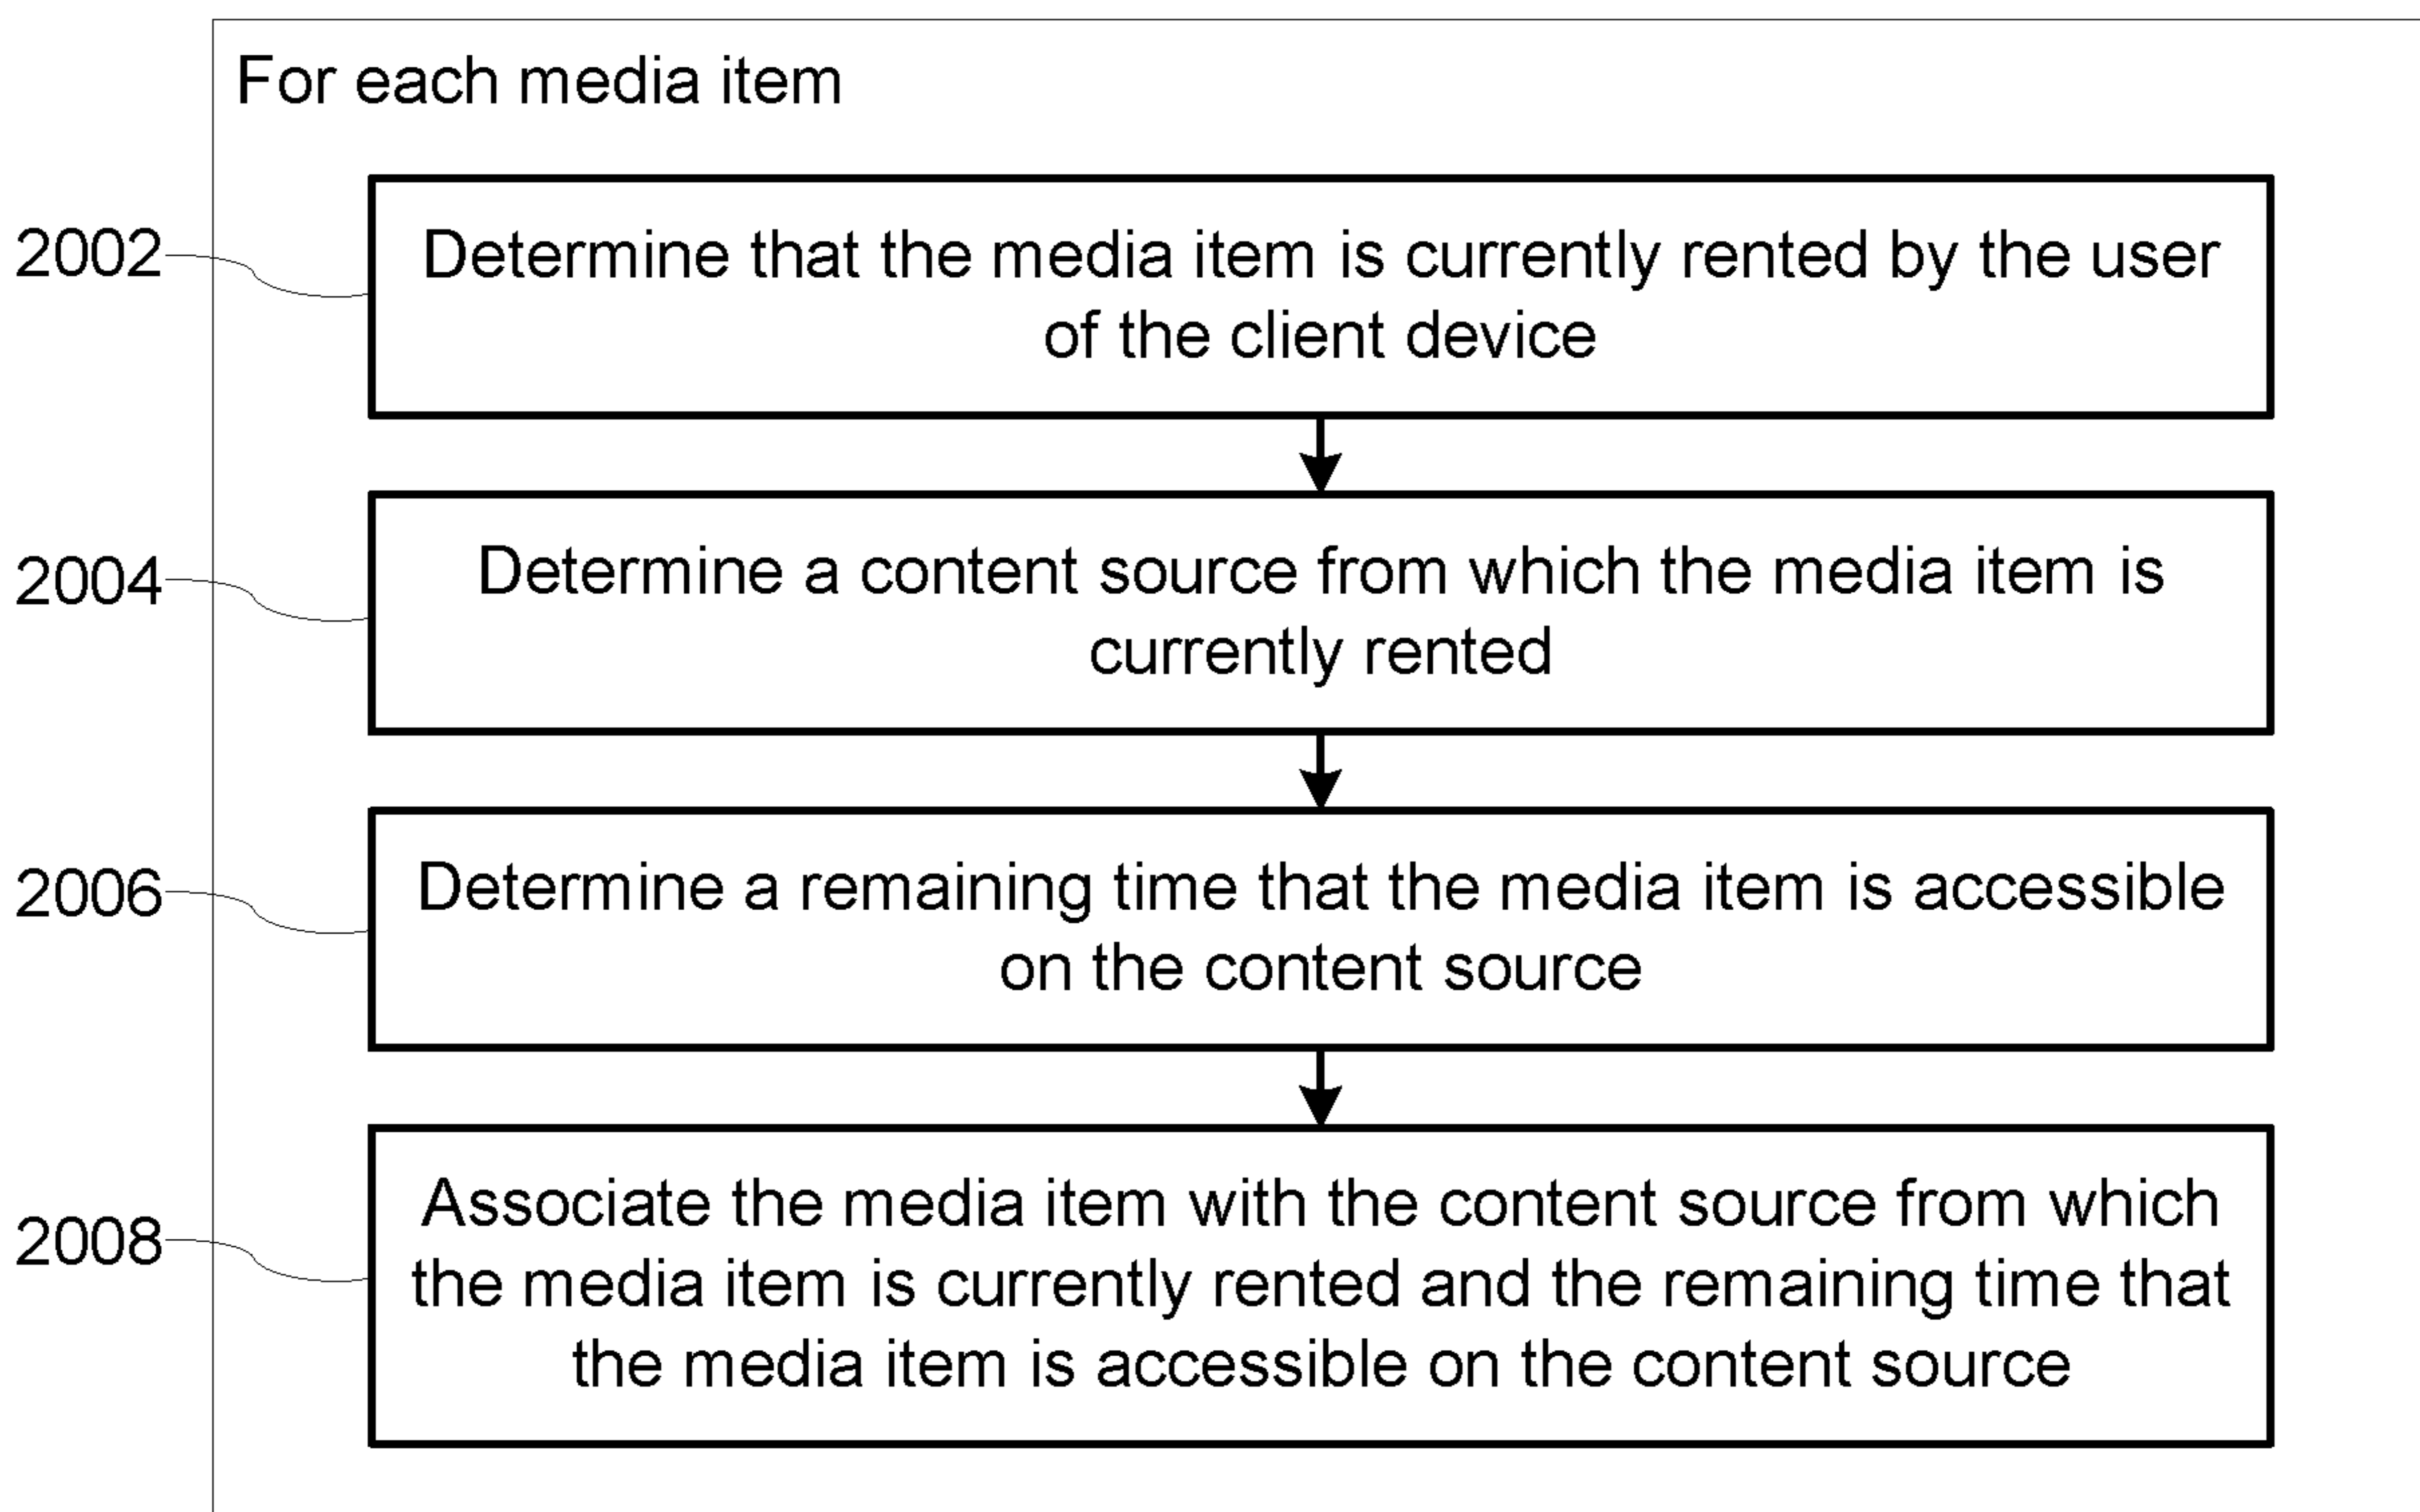 For each media item
2002
Determine that the media item is currently rented by the user
of the client device
2004
Determine a content source from which the media item is
currently rented
2006
Determine a remaining time that the media item is accessible
on the content source
2008
Associate the media item with the content source from which
the media item is currently rented and the remaining time that
the media item is accessible on the content source